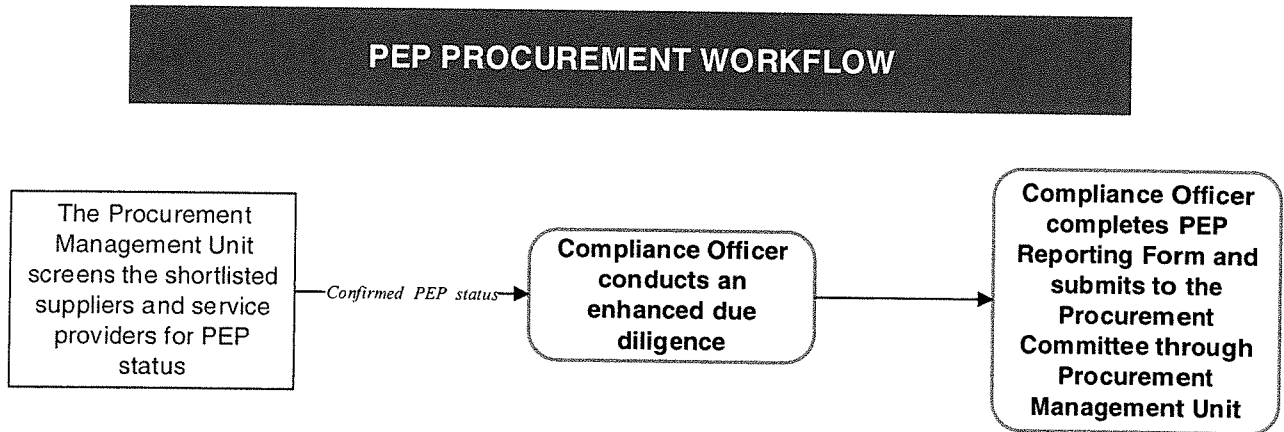 PEP PROCUREMENT WORKFLOW
The Procurement
Management Unit
screens the shortlisted
suppliers and service
providers for PEP
status
Confirmed PEP status
Compliance Officer
conducts an
enhanced due
diligence
Compliance Officer
completes PEP
Reporting Form and
submits to the
Procurement
Committee through
Procurement
Management Unit